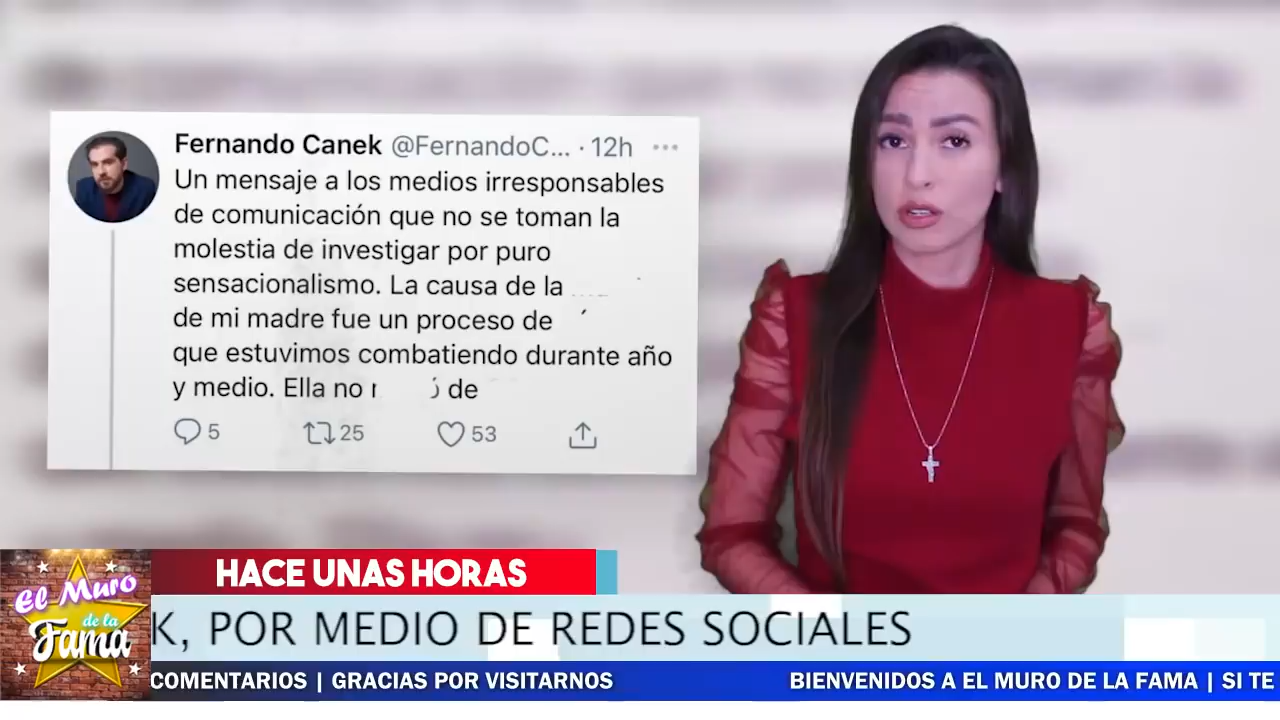 Fernando Canek @FernandoC... · 12h
Un mensaje a los medios irresponsables
de comunicación que no se toman la
molestia de investigar por puro
sensacionalismo. La causa de la
de mi madre fue un proceso de
que estuvimos combatiendo durante año
y medio. Ella no de
5 25 53
HACE UNAS HORAS
K, POR MEDIO DE REDES SOCIALES
El Muro
de la
Fama
COMENTARIOS | GRACIAS POR VISITARNOS BIENVENIDOS A EL MURO DE LA FAMA | SI TE